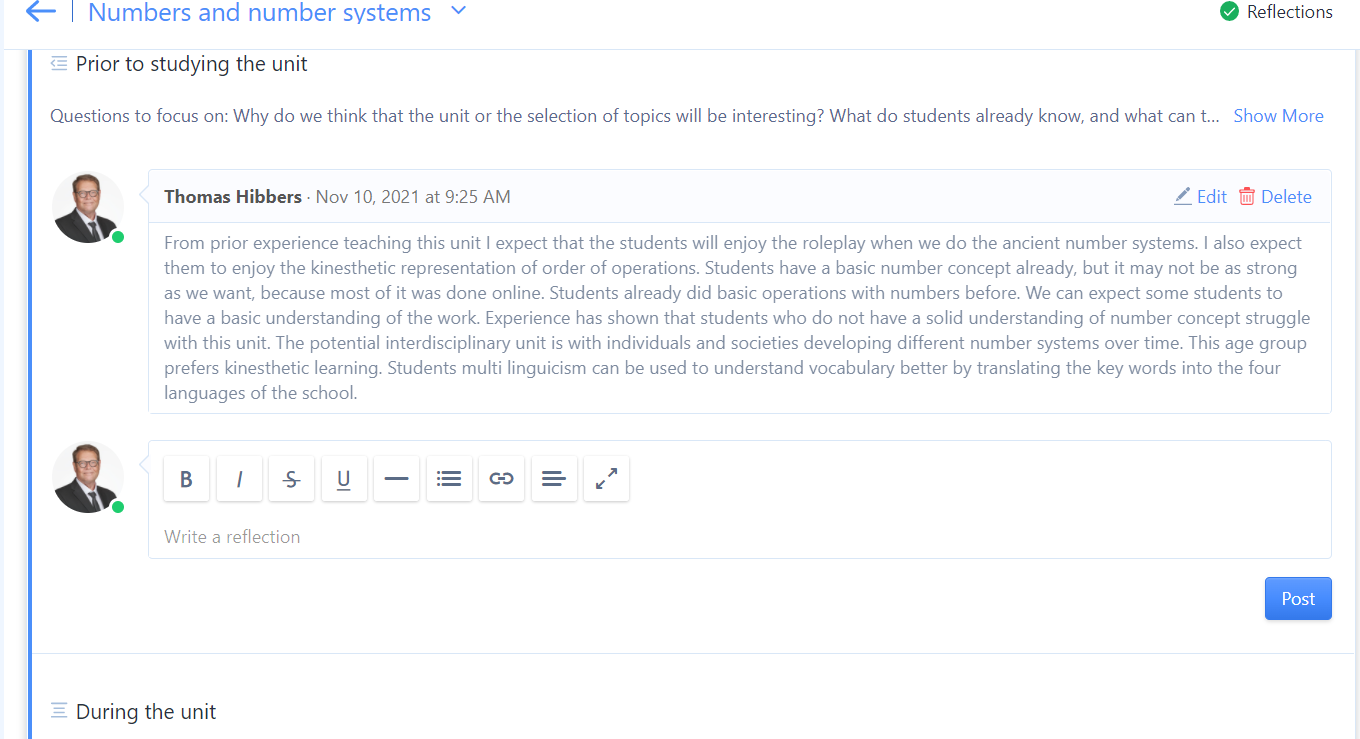 Numbers and number systems
Reflections
Prior to studying the unit
Questions to focus on: Why do we think that the unit or the selection of topics will be interesting? What do students already know, and what can t... Show More
Thomas Hibbers · Nov 10, 2021 at 9:25 AM
Edit Delete
From prior experience teaching this unit I expect that the students will enjoy the roleplay when we do the ancient number systems. I also expect
them to enjoy the kinesthetic representation of order of operations. Students have a basic number concept already, but it may not be as strong
as we want, because most of it was done online. Students already did basic operations with numbers before. We can expect some students to
have a basic understanding of the work. Experience has shown that students who do not have a solid understanding of number concept struggle
with this unit. The potential interdisciplinary unit is with individuals and societies developing different number systems over time. This age group
prefers kinesthetic learning. Students multi linguicism can be used to understand vocabulary better by translating the key words into the four
languages of the school.
B I S U
Write a reflection
Post
During the unit